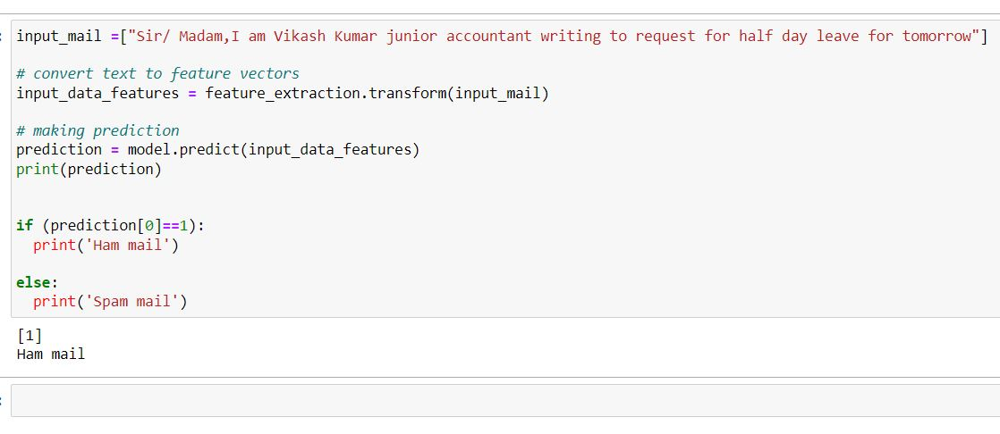 input_mail =["Sir/ Madam,I am Vikash Kumar junior accountant writing to request for half day leave for tomorrow"]
# convert text to feature vectors
input_data_features = feature_extraction.transform(input_mail)
# making prediction
prediction = model.predict(input_data_features)
print(prediction)
if (prediction[0]==1):
  print('Ham mail')
else:
  print('Spam mail')
[1]
Ham mail